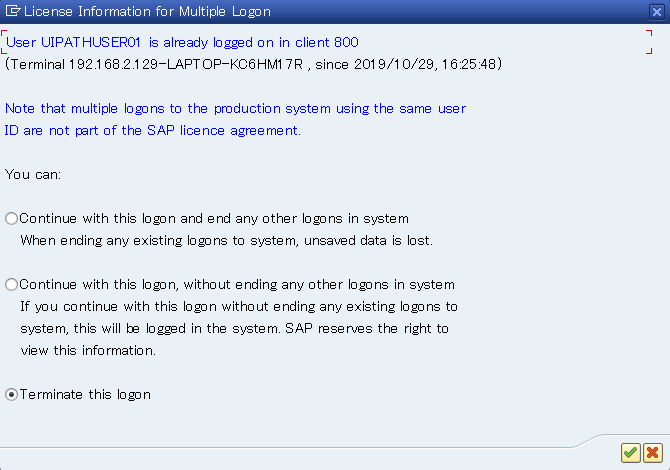 License Information for Multiple Logon
User UIPATHUSER01 is already logged on in client 800
(Terminal 192.168.2.129-LAPTOP-KC6HM17R , since 2019/10/29, 16:25:48)
Note that multiple logons to the production system using the same user
ID are not part of the SAP licence agreement.
You can:
Continue with this logon and end any other logons in system
When ending any existing logons to system, unsaved data is lost.
Continue with this logon, without ending any other logons in system
If you continue with this logon without ending any existing logons to
system, this will be logged in the system. SAP reserves the right to
view this information.
Terminate this logon